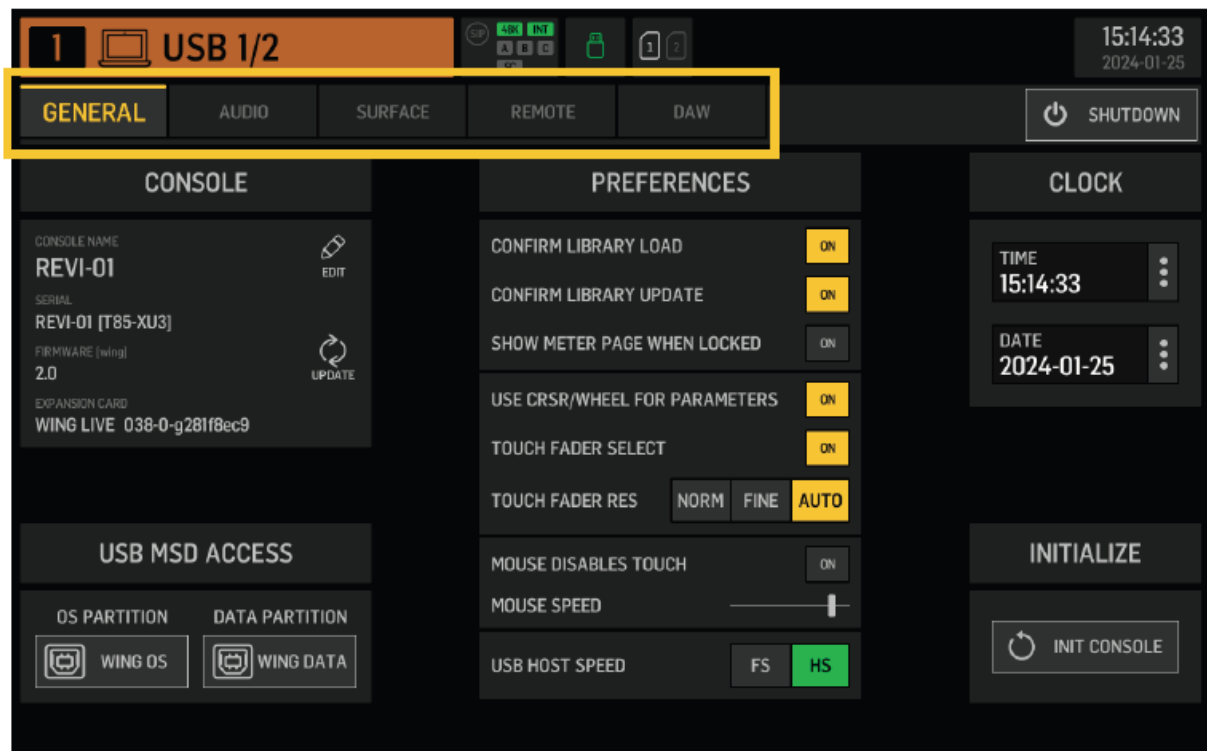 1 USB 1/2
SIP 48K INT
A B C
SC
1 2
15:14:33
2024-01-25
GENERAL AUDIO SURFACE REMOTE DAW
SHUTDOWN
CONSOLE
CONSOLE NAME
REVI-01
EDIT
SERIAL
REVI-01 [T85-XU3]
FIRMWARE [wing]
2.0
UPDATE
EXPANSION CARD
WING LIVE 038-0-g281f8ec9
USB MSD ACCESS
OS PARTITION DATA PARTITION
WING OS WING DATA
PREFERENCES
CONFIRM LIBRARY LOAD ON
CONFIRM LIBRARY UPDATE ON
SHOW METER PAGE WHEN LOCKED ON
USE CRSR/WHEEL FOR PARAMETERS ON
TOUCH FADER SELECT ON
TOUCH FADER RES NORM FINE AUTO
MOUSE DISABLES TOUCH ON
MOUSE SPEED
USB HOST SPEED FS HS
CLOCK
TIME
15:14:33
DATE
2024-01-25
INITIALIZE
INIT CONSOLE